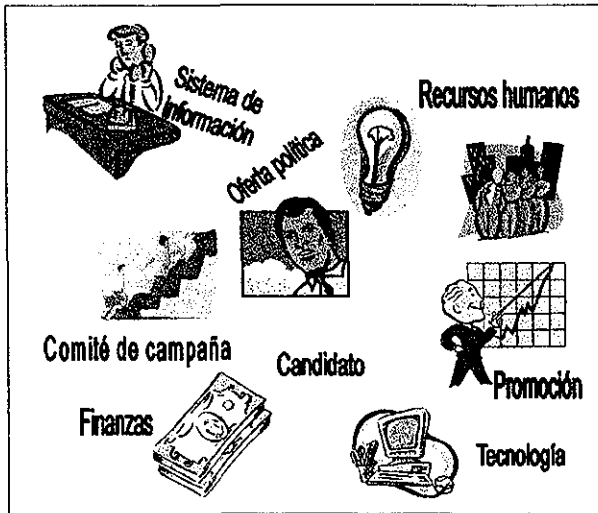 Sistema de
información
Recursos humanos
Oferta política
Comité de campaña
Candidato
Promoción
Finanzas
Tecnología